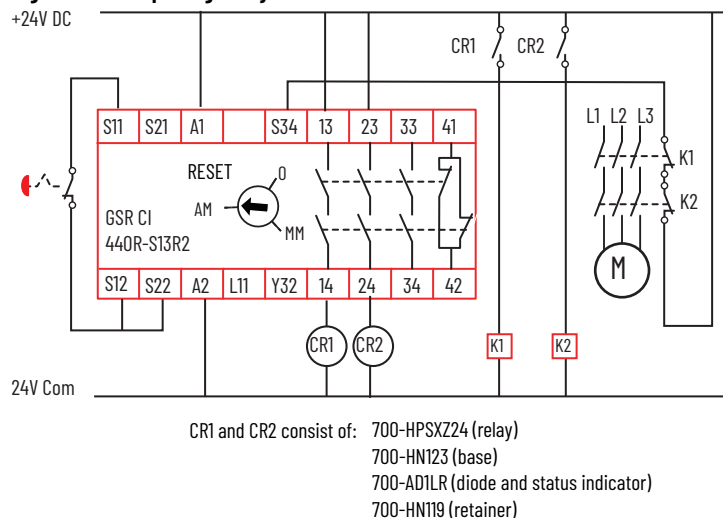 +24V DC
CR1
CR2
L1 L2 L3
S11 S21 A1 S34 13 23 33 41
K1
RESET
O
AM
K2
GSR CI
MM
440R-S13R2
M
S12 S22 A2 L11 Y32 14 24 34 42
CR1
CR2
K1
K2
24V Com
CR1 and CR2 consist of: 700-HPSXZ24 (relay)
700-HN123 (base)
700-AD1LR (diode and status indicator)
700-HN119 (retainer)